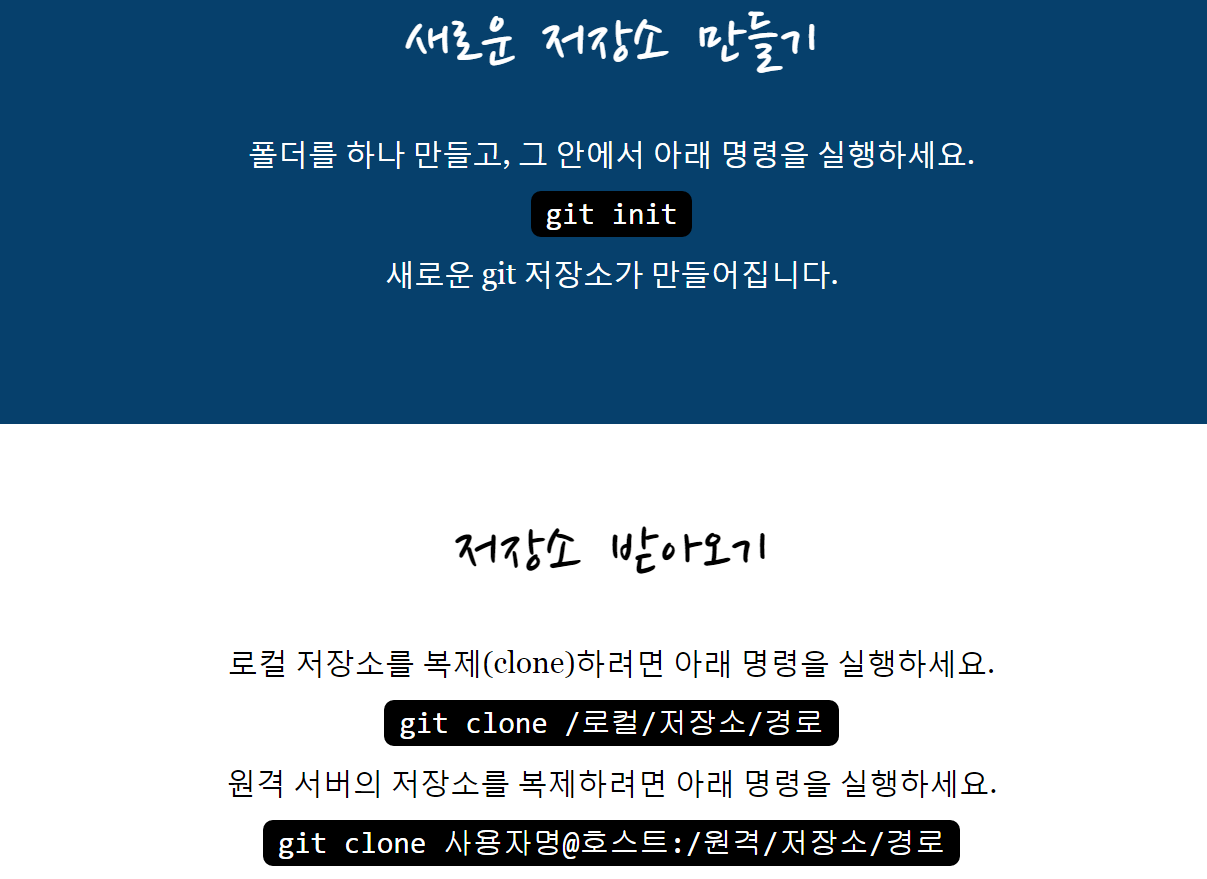 새로운 저장소 만들기
폴더를 하나 만들고, 그 안에서 아래 명령을 실행하세요.
git init
새로운 git 저장소가 만들어집니다.
저장소 받아오기
로컬 저장소를 복제(clone)하려면 아래 명령을 실행하세요.
git clone /로컬/저장소/경로
원격 서버의 저장소를 복제하려면 아래 명령을 실행하세요.
git clone 사용자명@호스트:/원격/저장소/경로